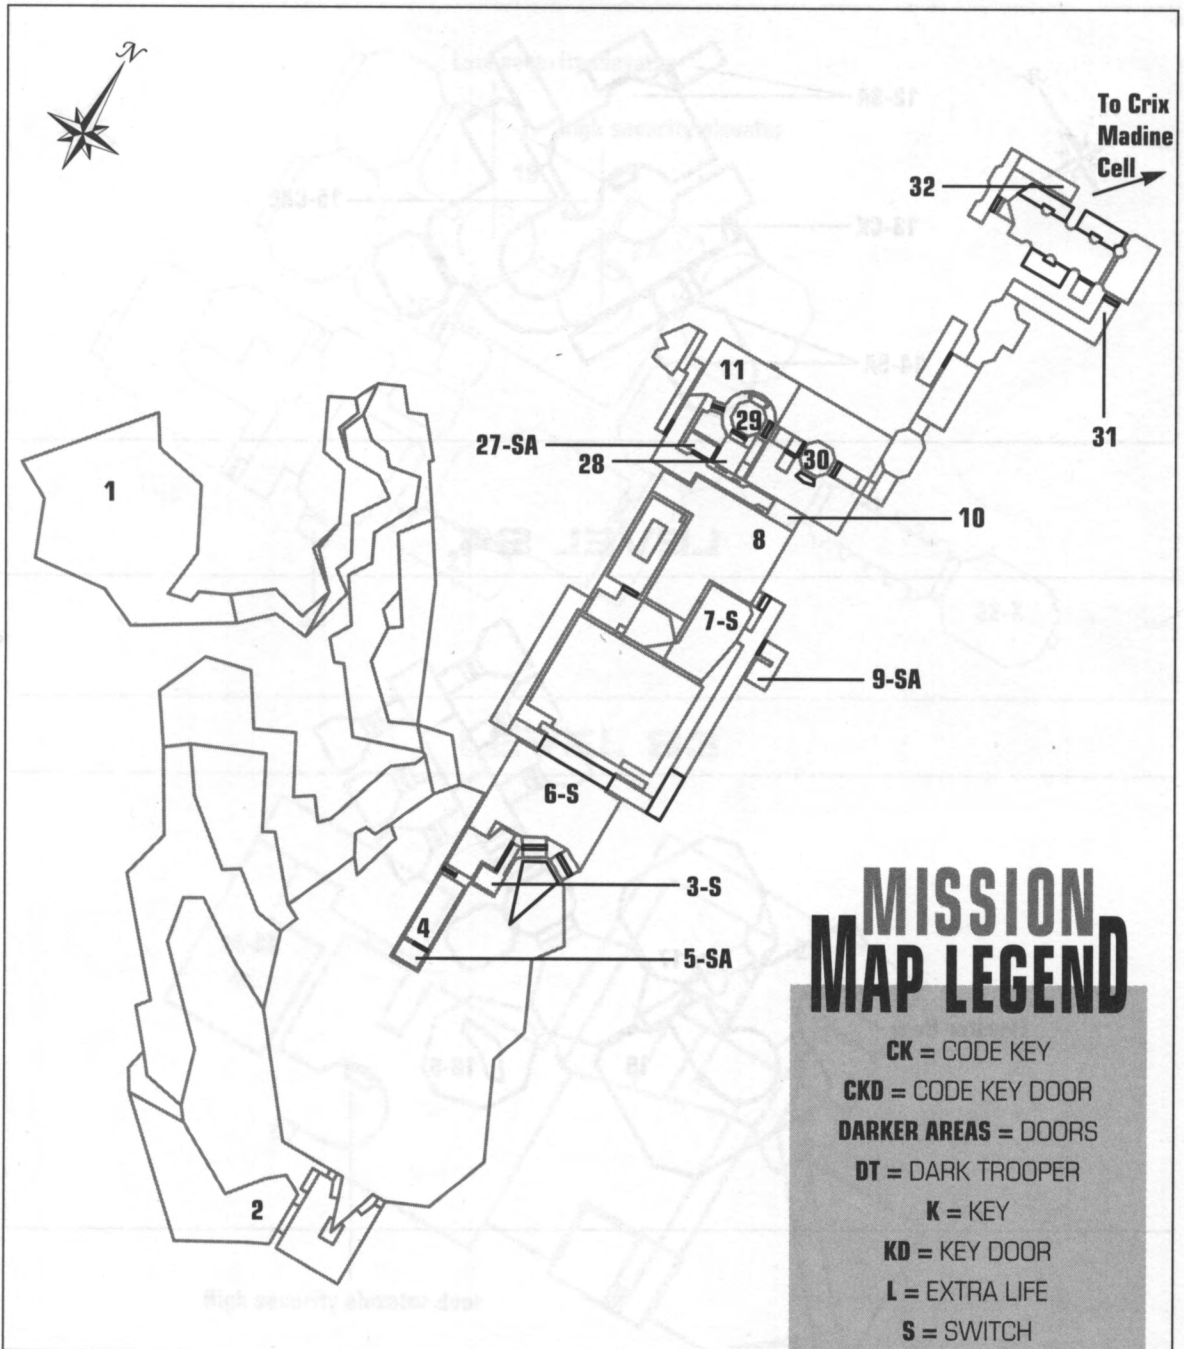 N
To Crix
Madine
Cell
32
11
29
31
27-SA
28
30
1
10
8
7-S
9-SA
6-S
3-S
4
5-SA
2
MISSION
MAP LEGEND
CK = CODE KEY
CKD = CODE KEY DOOR
DARKER AREAS = DOORS
DT = DARK TROOPER
K = KEY
KD = KEY DOOR
L = EXTRA LIFE
S = SWITCH